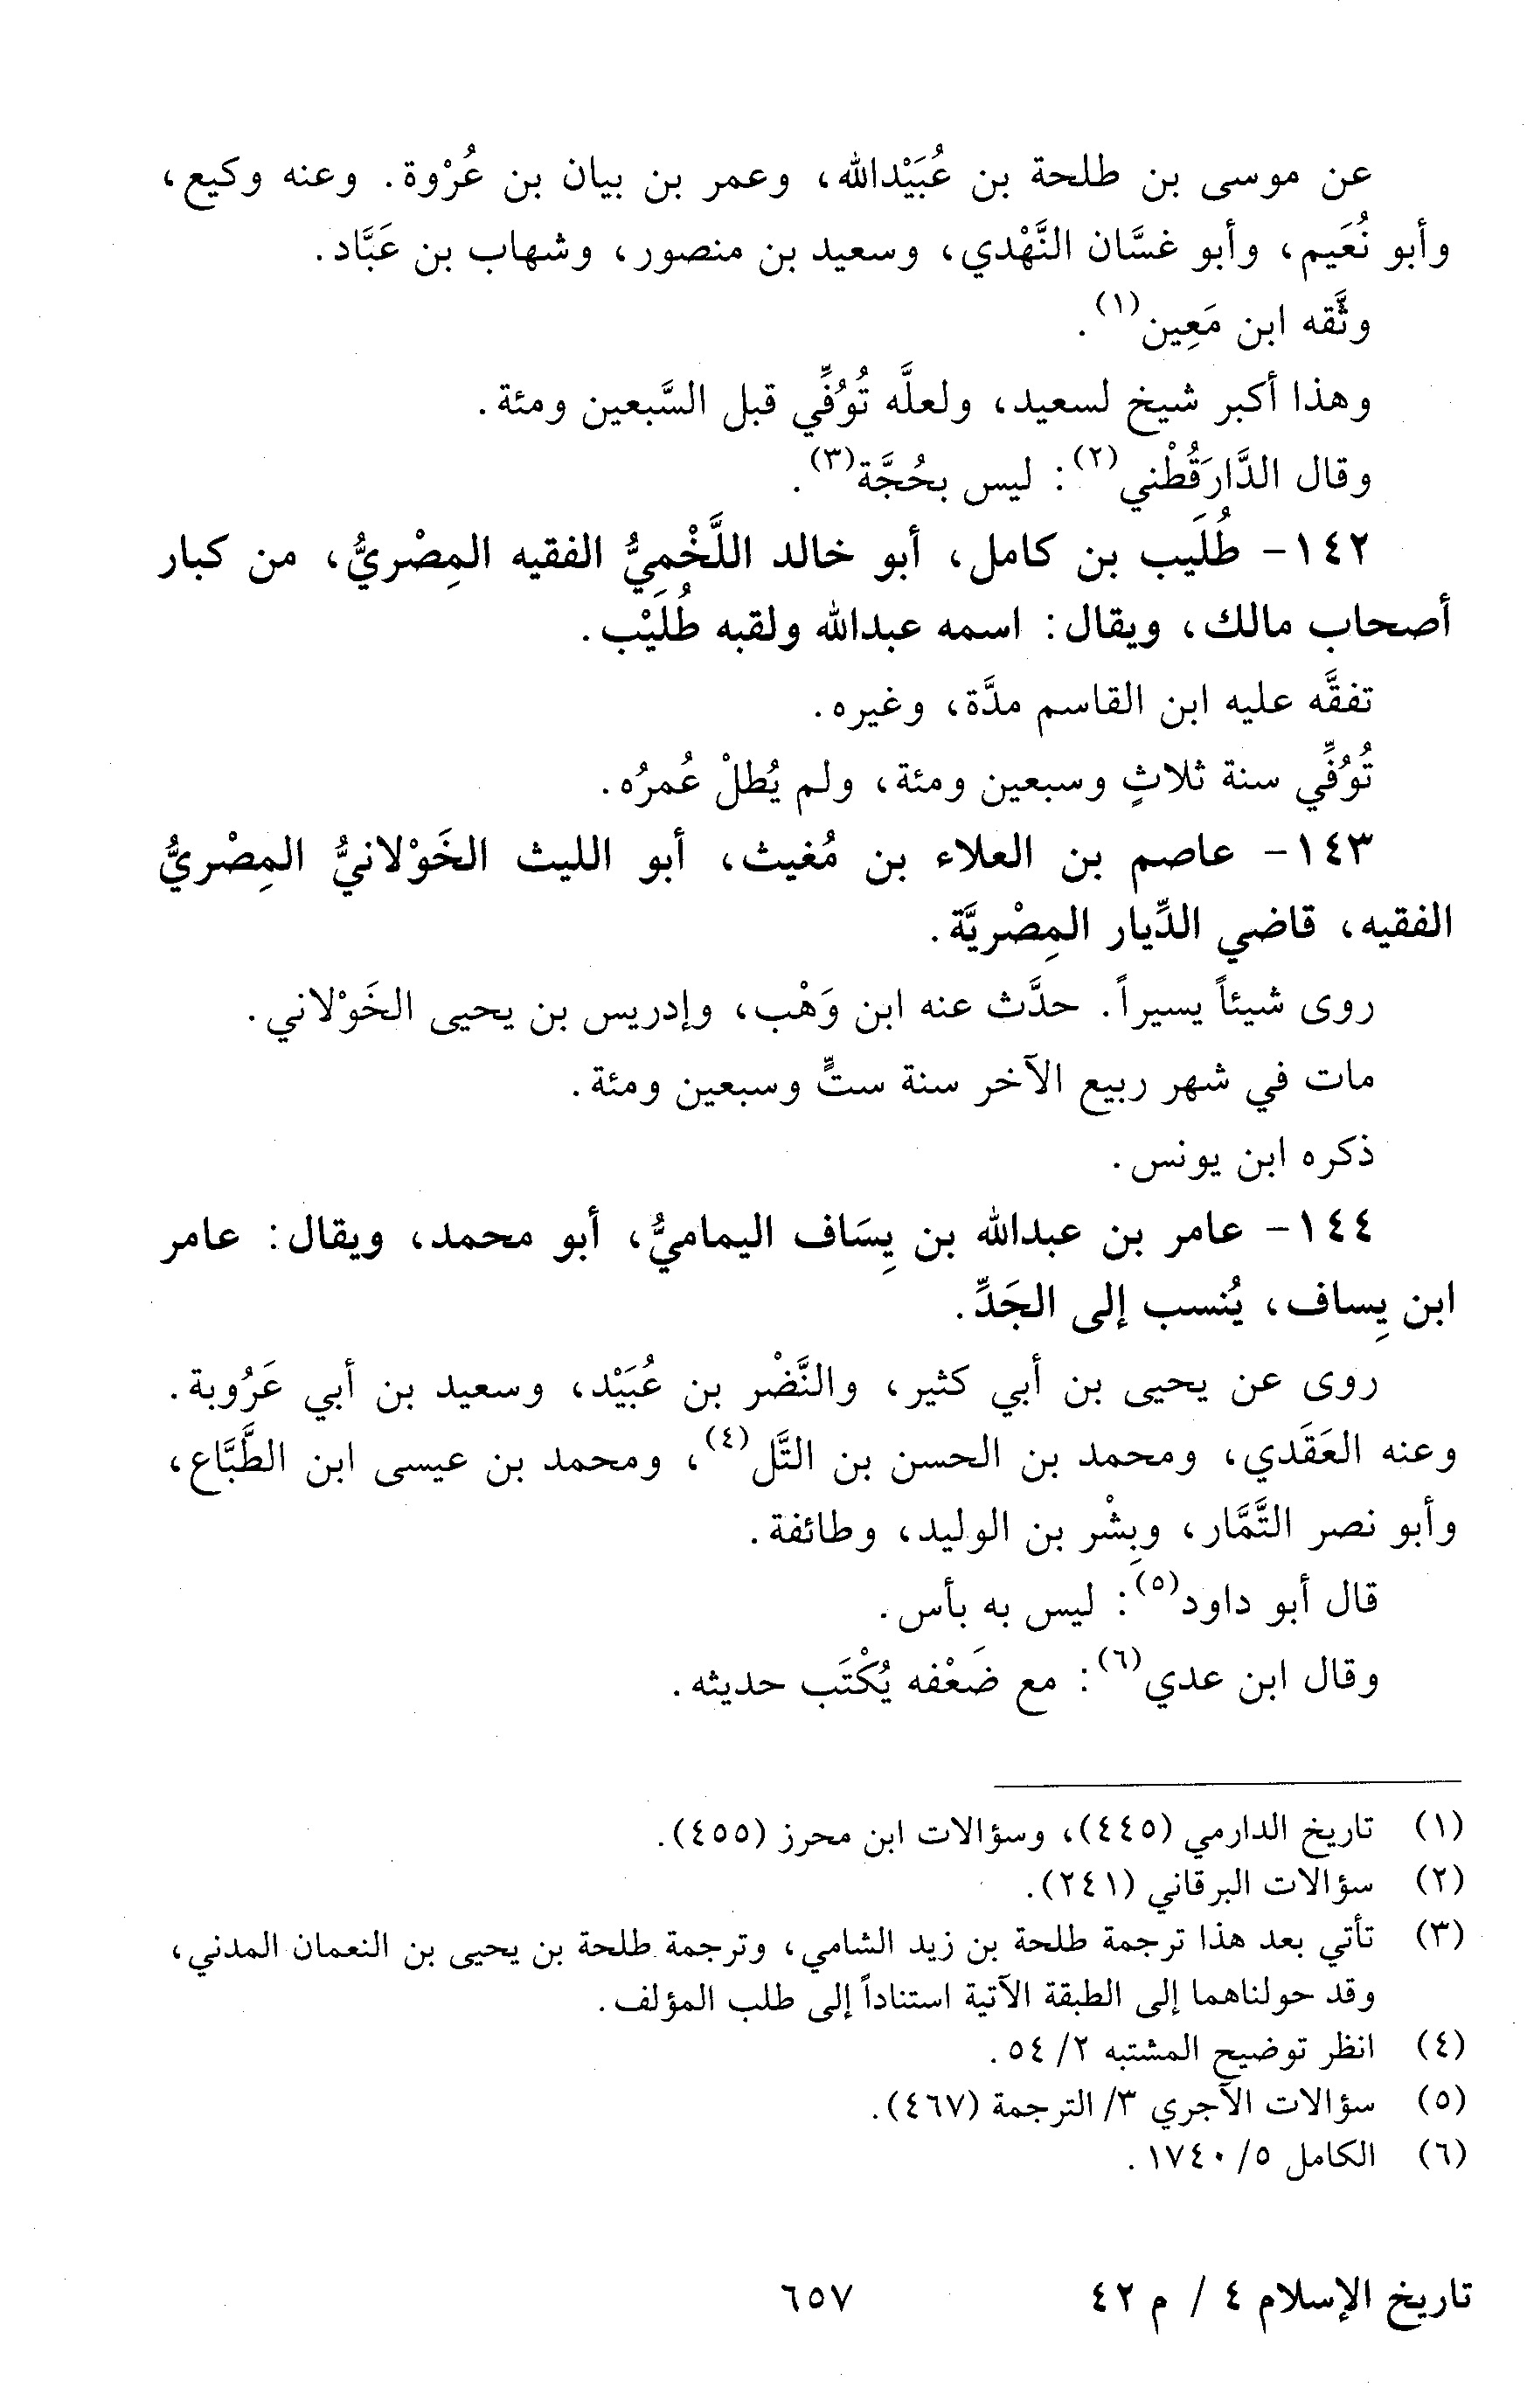 عن موسى بن طلحة بن عُبَيْدالله، وعمر بن بيان بن عُرْوة. وعنه وكيع،
وأبو نُعَيم، وأبو غسَّان النَّهْدي، وسعيد بن منصور، وشهاب بن عَبَّاد.
وثَّقه ابن مَعِين(١).
وهذا أكبر شيخ لسعيد، ولعلَّه تُوُفِّي قبل السَّبعين ومئة.
وقال الدَّارَقُطْني(٢): ليس بحُجَّة(٣).
١٤٢- طُلَيب بن كامل، أبو خالد اللَّخْمِيُّ الفقيه المِصْريُّ، من كبار
أصحاب مالك، ويقال: اسمه عبدالله ولقبه طُلَيْب.
تفقَّه عليه ابن القاسم مدَّة، وغيره.
تُوُفِّي سنة ثلاثٍ وسبعين ومئة، ولم يُطلْ عُمرُه.
١٤٣- عاصم بن العلاء بن مُغيث، أبو الليث الخَوْلانيُّ المِصْريُّ
الفقيه، قاضي الدِّيار المِصْريَّة.
روى شيئاً يسيراً. حدَّث عنه ابن وَهْب، وإدريس بن يحيى الخَوْلاني.
مات في شهر ربيع الآخر سنة ستٍّ وسبعين ومئة.
ذكره ابن يونس.
١٤٤- عامر بن عبدالله بن يِسَاف اليماميُّ، أبو محمد، ويقال: عامر
ابن يِساف، يُنسب إلى الجَدِّ.
روى عن يحيى بن أبي كثير، والنَّضْر بن عُبَيْد، وسعيد بن أبي عَرُوبة.
وعنه العَقَدي، ومحمد بن الحسن بن التَّل(٤)، ومحمد بن عيسى ابن الطَّبَّاع،
وأبو نصر التَّمَّار، وبِشْر بن الوليد، وطائفة.
قال أبو داود(٥): ليس به بأس.
وقال ابن عدي(٦): مع ضَعْفه يُكْتَب حديثه.
(١) تاريخ الدارمي (٤٤٥)، وسؤالات ابن محرز (٤٥٥).
(٢) سؤالات البرقاني (٢٤١).
(٣) تأتي بعد هذا ترجمة طلحة بن زيد الشامي، وترجمة طلحة بن يحيى بن النعمان المدني،
وقد حولناهما إلى الطبقة الآتية استناداً إلى طلب المؤلف.
(٤) انظر توضيح المشتبه ٢/ ٥٤.
(٥) سؤالات الآجري ٣/ الترجمة (٤٦٧).
(٦) الكامل ٥/ ١٧٤٠.
تاريخ الإسلام ٤ / م ٤٢ ٦٥٧